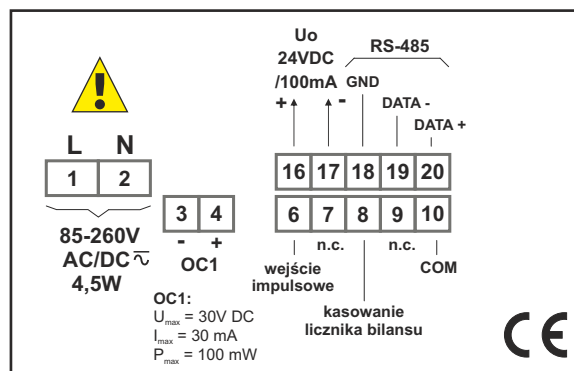 Uo
24VDC
/100mA
+ -
RS-485
GND
DATA -
DATA +
L N
1 2
85-260V
AC/DC
4,5W
3 4
- +
OC1
OC1:
Umax = 30V DC
Imax = 30 mA
Pmax = 100 mW
16 17 18 19 20
6 7 8 9 10
n.c. n.c.
wejście
impulsowe
COM
kasowanie
licznika bilansu
CE